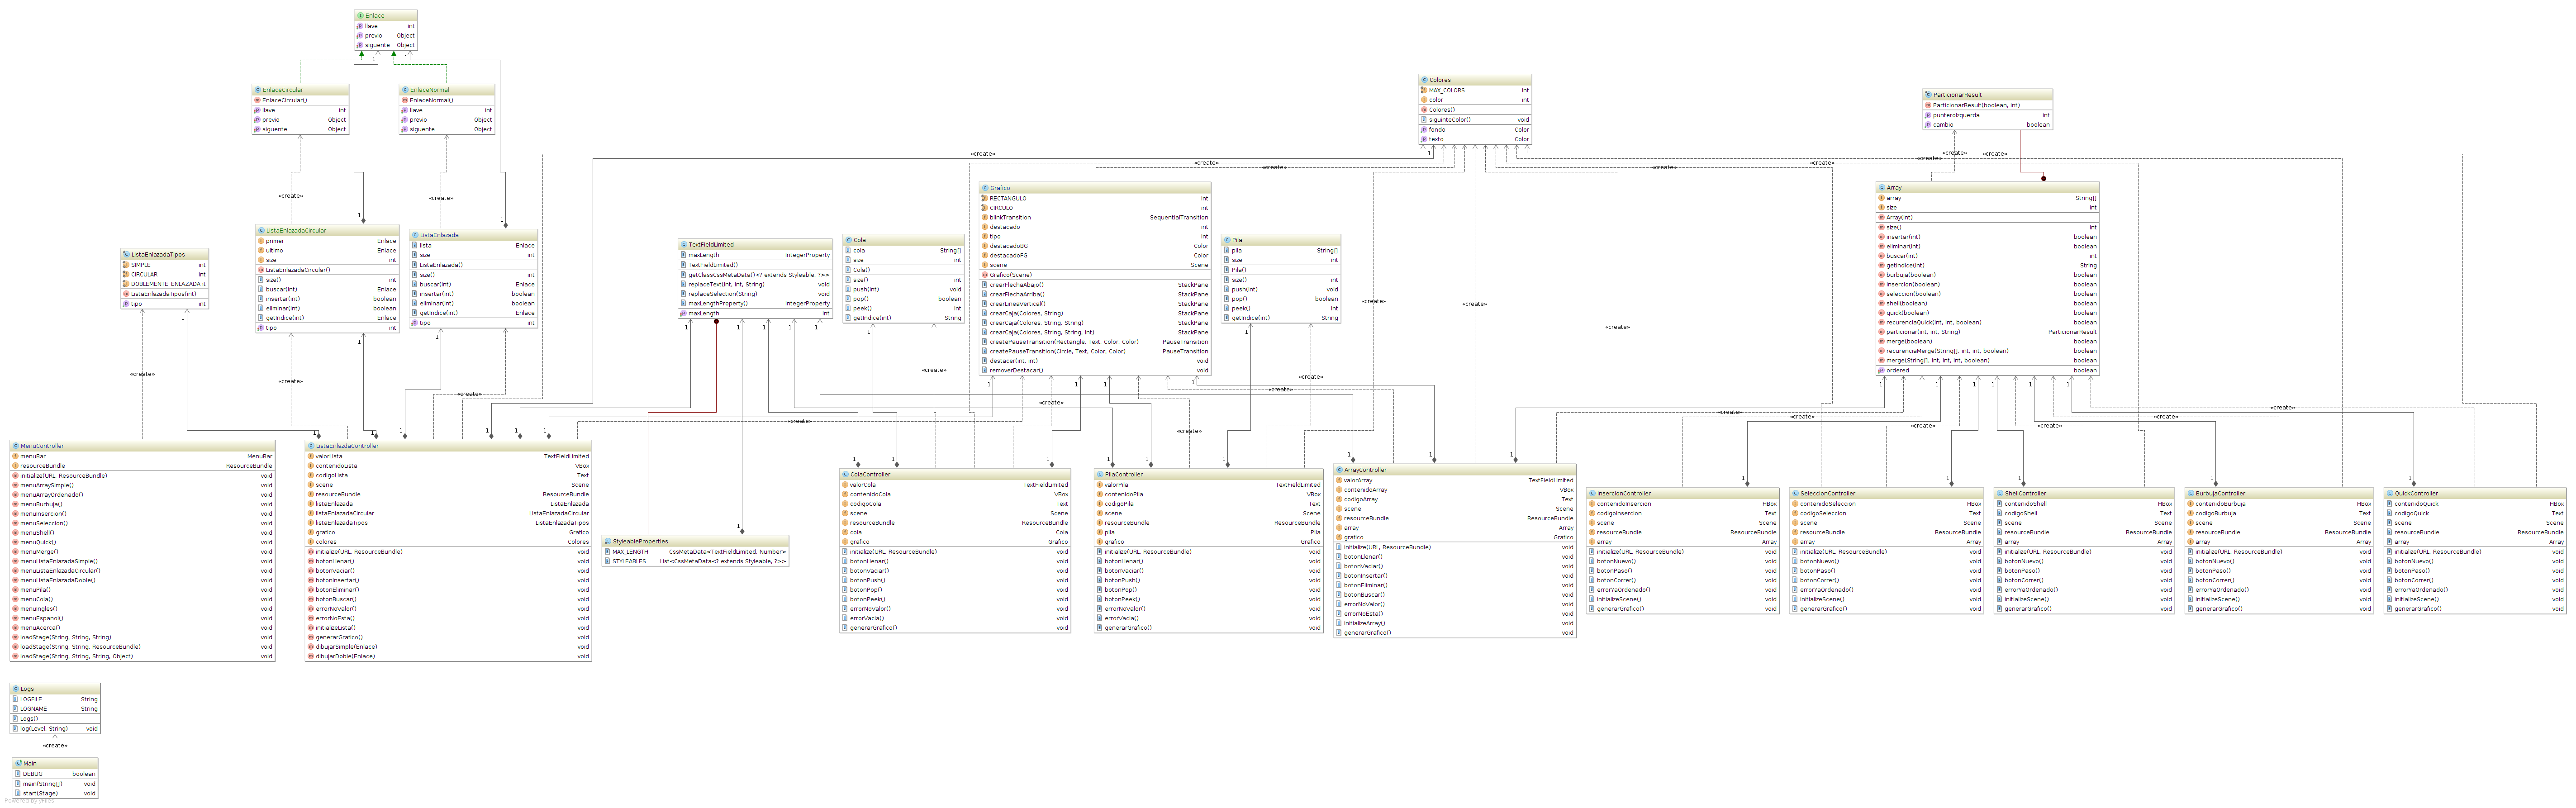 Enlace
llave int
previo Object
siguente Object
EnlaceCircular
EnlaceCircular()
llave int
previo Object
siguente Object
EnlaceNormal
EnlaceNormal()
llave int
previo Object
siguente Object
Colores
MAX_COLORS int
color int
Colores()
siguinteColor() void
fondo Color
texto Color
ParticionarResult
ParticionarResult(boolean, int)
punteroIzquerda int
cambio boolean
ListaEnlazadaTipos
SIMPLE int
CIRCULAR int
DOBLEMENTE_ENLAZADA int
ListaEnlazadaTipos(int)
tipo int
ListaEnlazadaCircular
primer Enlace
ultimo Enlace
size int
ListaEnlazadaCircular()
size() int
buscar(int) Enlace
insertar(int) boolean
eliminar(int) boolean
getIndice(int) Enlace
tipo int
ListaEnlazada
lista Enlace
size int
ListaEnlazada()
size() int
buscar(int) Enlace
insertar(int) boolean
eliminar(int) boolean
getIndice(int) Enlace
tipo int
TextFieldLimited
maxLength IntegerProperty
TextFieldLimited()
getClassCssMetaData()<? extends Styleable, ?>>
replaceText(int, int, String) void
replaceSelection(String) void
maxLengthProperty() IntegerProperty
maxLength int
Cola
cola String[]
size int
Cola()
size() int
push(int) void
pop() boolean
peek() int
getIndice(int) String
Grafico
RECTANGULO int
CIRCULO int
blinkTransition SequentialTransition
destacado int
tipo int
destacadoBG Color
destacadoFG Color
scene Scene
Grafico(Scene)
crearFlechaAbajo() StackPane
crearFlechaArriba() StackPane
crearLineaVertical() StackPane
crearCaja(Colores, String) StackPane
crearCaja(Colores, String, String) StackPane
crearCaja(Colores, String, String, int) StackPane
createPauseTransition(Rectangle, Text, Color, Color) PauseTransition
createPauseTransition(Circle, Text, Color, Color) PauseTransition
destacer(int, int) void
removerDestacar() void
Pila
pila String[]
size int
Pila()
size() int
push(int) void
pop() boolean
peek() int
getIndice(int) String
Array
array String[]
size int
Array(int)
size() int
insertar(int) boolean
eliminar(int) boolean
buscar(int) int
getIndice(int) String
burbuja(boolean) boolean
insercion(boolean) boolean
seleccion(boolean) boolean
shell(boolean) boolean
quick(boolean) boolean
recurenciaQuick(int, int, boolean) boolean
particionar(int, int, String) ParticionarResult
merge(boolean) boolean
recurenciaMerge(String[], int, int, boolean) boolean
merge(String[], int, int, int, boolean) boolean
ordered boolean
MenuController
menuBar MenuBar
resourceBundle ResourceBundle
initialize(URL, ResourceBundle) void
menuArraySimple() void
menuArrayOrdenado() void
menuBurbuja() void
menuInsercion() void
menuSeleccion() void
menuShell() void
menuQuick() void
menuMerge() void
menuListaEnlazadaSimple() void
menuListaEnlazadaCircular() void
menuListaEnlazadaDoble() void
menuPila() void
menuCola() void
menuIngles() void
menuEspanol() void
menuAcerca() void
loadStage(String, String, String) void
loadStage(String, String, ResourceBundle) void
loadStage(String, String, String, Object) void
ListaEnlazdaController
valorLista TextFieldLimited
contenidoLista VBox
codigoLista Text
scene Scene
resourceBundle ResourceBundle
listaEnlazada ListaEnlazada
listaEnlazadaCircular ListaEnlazadaCircular
listaEnlazadaTipos ListaEnlazadaTipos
grafico Grafico
colores Colores
initialize(URL, ResourceBundle) void
botonLlenar() void
botonVaciar() void
botonInsertar() void
botonEliminar() void
botonBuscar() void
errorNoValor() void
errorNoEsta() void
initializeLista() void
generarGrafico() void
dibujarSimple(Enlace) void
dibujarDoble(Enlace) void
StyleableProperties
MAX_LENGTH CssMetaData<TextFieldLimited, Number>
STYLEABLES List<CssMetaData<? extends Styleable, ?>>
ColaController
valorCola TextFieldLimited
contenidoCola VBox
codigoCola Text
scene Scene
resourceBundle ResourceBundle
cola Cola
grafico Grafico
initialize(URL, ResourceBundle) void
botonLlenar() void
botonVaciar() void
botonPush() void
botonPop() void
botonPeek() void
errorNoValor() void
errorVacia() void
generarGrafico() void
PilaController
valorPila TextFieldLimited
contenidoPila VBox
codigoPila Text
scene Scene
resourceBundle ResourceBundle
pila Pila
grafico Grafico
initialize(URL, ResourceBundle) void
botonLlenar() void
botonVaciar() void
botonPush() void
botonPop() void
botonPeek() void
errorNoValor() void
errorVacia() void
generarGrafico() void
ArrayController
valorArray TextFieldLimited
contenidoArray VBox
codigoArray Text
scene Scene
resourceBundle ResourceBundle
array Array
grafico Grafico
initialize(URL, ResourceBundle) void
botonLlenar() void
botonVaciar() void
botonInsertar() void
botonEliminar() void
botonBuscar() void
errorNoValor() void
errorNoEsta() void
initializeArray() void
generarGrafico() void
InsercionController
contenidoInsercion HBox
codigoInsercion Text
scene Scene
resourceBundle ResourceBundle
array Array
initialize(URL, ResourceBundle) void
botonNuevo() void
botonPaso() void
botonCorrer() void
errorYaOrdenado() void
initializeScene() void
generarGrafico() void
SeleccionController
contenidoSeleccion HBox
codigoSeleccion Text
scene Scene
resourceBundle ResourceBundle
array Array
initialize(URL, ResourceBundle) void
botonNuevo() void
botonPaso() void
botonCorrer() void
errorYaOrdenado() void
initializeScene() void
generarGrafico() void
ShellController
contenidoShell HBox
codigoShell Text
scene Scene
resourceBundle ResourceBundle
array Array
initialize(URL, ResourceBundle) void
botonNuevo() void
botonPaso() void
botonCorrer() void
errorYaOrdenado() void
initializeScene() void
generarGrafico() void
BurbujaController
contenidoBurbuja HBox
codigoBurbuja Text
scene Scene
resourceBundle ResourceBundle
array Array
initialize(URL, ResourceBundle) void
botonNuevo() void
botonPaso() void
botonCorrer() void
errorYaOrdenado() void
initializeScene() void
generarGrafico() void
QuickController
contenidoQuick HBox
codigoQuick Text
scene Scene
resourceBundle ResourceBundle
array Array
initialize(URL, ResourceBundle) void
botonNuevo() void
botonPaso() void
botonCorrer() void
errorYaOrdenado() void
initializeScene() void
generarGrafico() void
Logs
LOGFILE String
LOGNAME String
Logs()
log(Level, String) void
«create»
Main
DEBUG boolean
main(String[]) void
start(Stage) void
Powered by yFiles